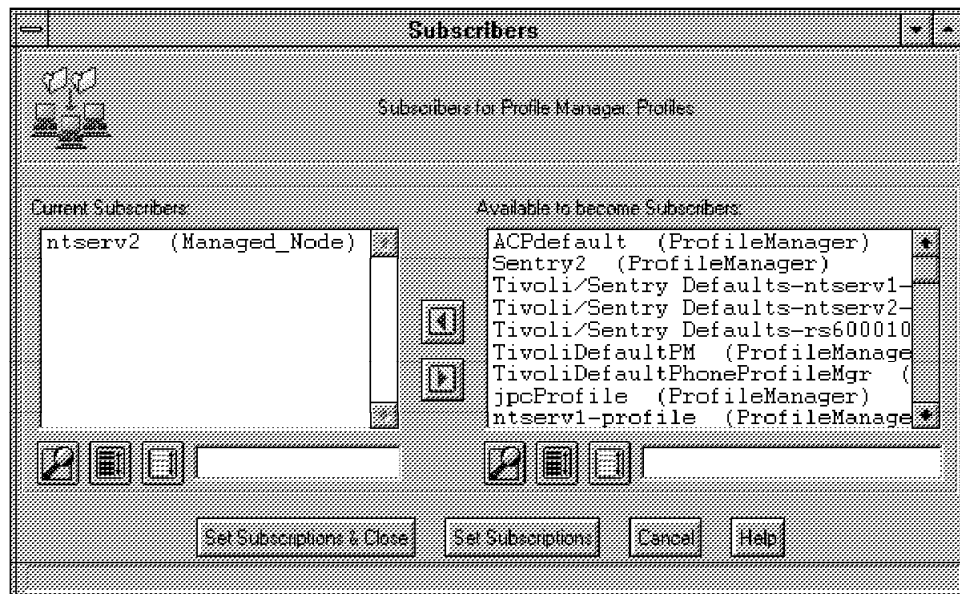 Subscribers
Subscribers for Profile Manager: Profiles
Current Subscribers:
ntserv2 (Managed_Node)
Available to become Subscribers:
ACPdefault (ProfileManager)
Sentry2 (ProfileManager)
Tivoli/Sentry Defaults-ntserv1-
Tivoli/Sentry Defaults-ntserv2-
Tivoli/Sentry Defaults-rs600010
TivoliDefaultPM (ProfileManage
TivoliDefaultPhoneProfileMgr (
jpcProfile (ProfileManager)
ntserv1-profile (ProfileManage
Set Subscriptions & Close
Set Subscriptions
Cancel
Help